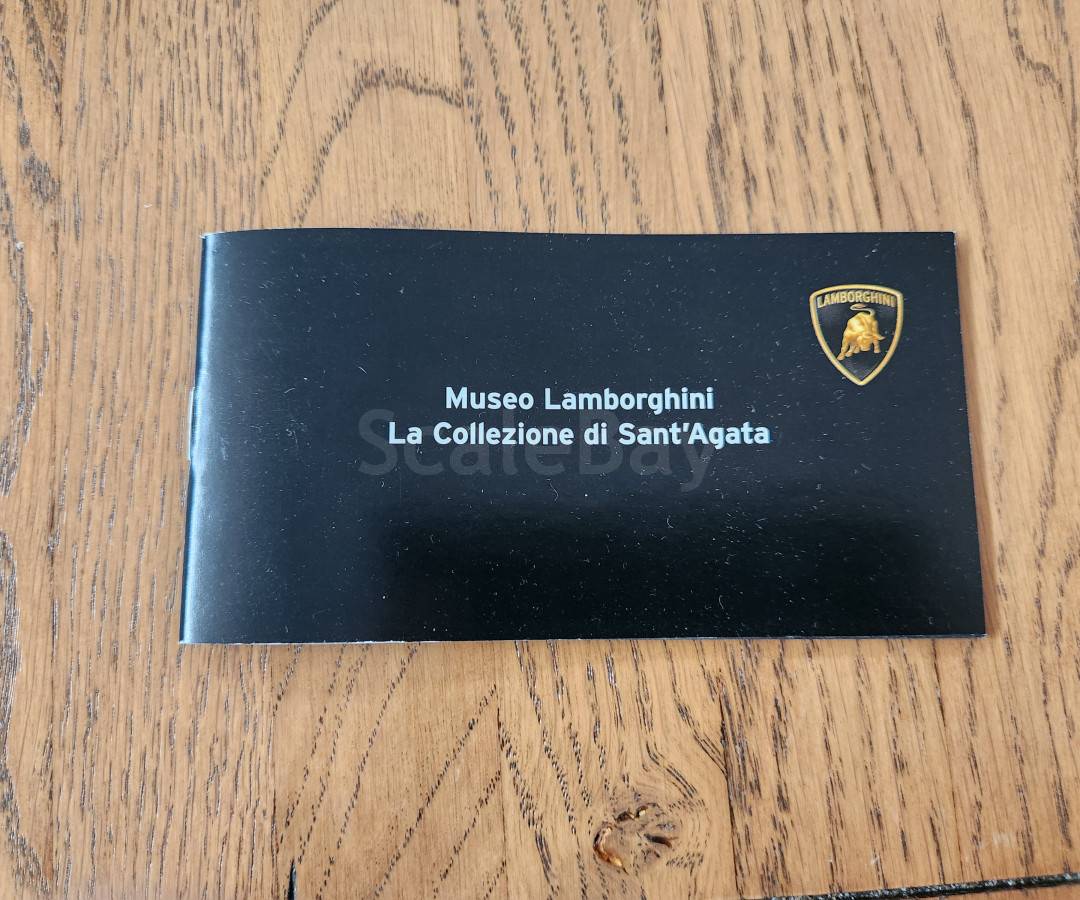 LAMBORGHINI
Museo Lamborghini
La Collezione di Sant'Agata
ScaleBay